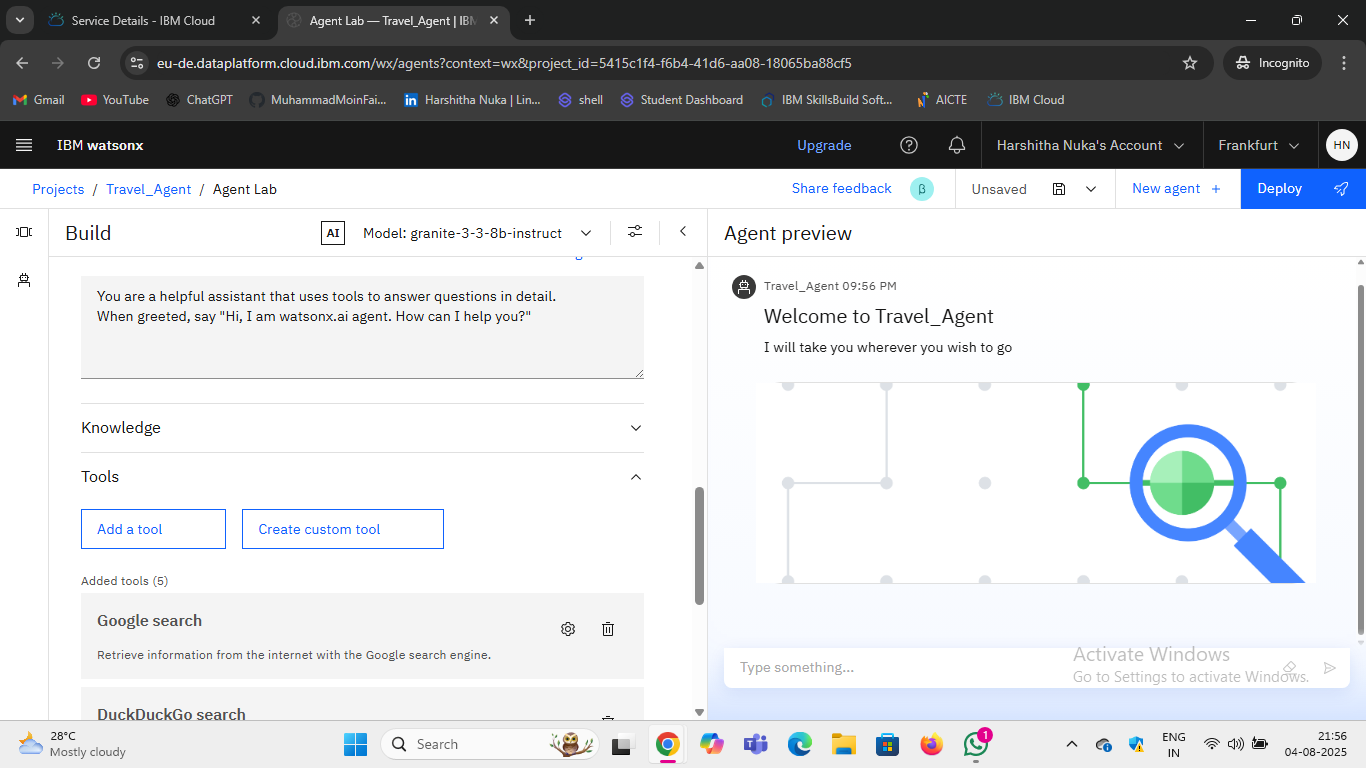 Service Details - IBM Cloud
Agent Lab — Travel_Agent | IBM
eu-de.dataplatform.cloud.ibm.com/wx/agents?context=wx&project_id=5415c1f4-f6b4-41d6-aa08-18065ba88cf5
Incognito
Gmail
YouTube
ChatGPT
MuhammadMoinFai...
Harshitha Nuka | Lin...
shell
Student Dashboard
IBM SkillsBuild Soft...
AICTE
IBM Cloud
IBM watsonx
Upgrade
Harshitha Nuka's Account
Frankfurt
HN
Projects / Travel_Agent / Agent Lab
Share feedback
β
Unsaved
New agent +
Deploy
Build
AI
Model: granite-3-3-8b-instruct
Agent preview
You are a helpful assistant that uses tools to answer questions in detail.
When greeted, say "Hi, I am watsonx.ai agent. How can I help you?"
Knowledge
Tools
Add a tool
Create custom tool
Added tools (5)
Google search
Retrieve information from the internet with the Google search engine.
DuckDuckGo search
Travel_Agent 09:56 PM
Welcome to Travel_Agent
I will take you wherever you wish to go
Type something...
Activate Windows
Go to Settings to activate Windows.
28°C
Mostly cloudy
Search
1
ENG
IN
21:56
04-08-2025